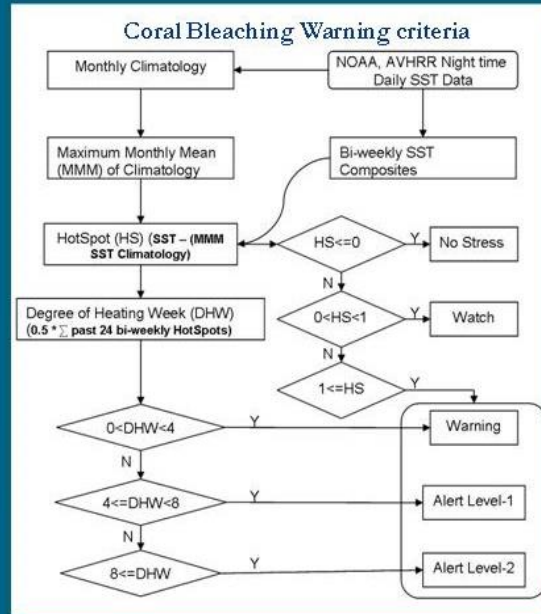 Coral Bleaching Warning criteria
Monthly Climatology
NOAA, AVHRR Night time
Daily SST Data
Maximum Monthly Mean
(MMM) of Climatology
Bi-weekly SST
Composites
HotSpot (HS) (SST – (MMM
SST Climatology)
HS<=0
Y
No Stress
N
Degree of Heating Week (DHW)
(0.5 * ∑ past 24 bi-weekly HotSpots)
0<HS<1
Y
Watch
N
1<=HS
Y
0<DHW<4
Y
Warning
N
4<=DHW<8
Y
Alert Level-1
N
8<=DHW
Y
Alert Level-2